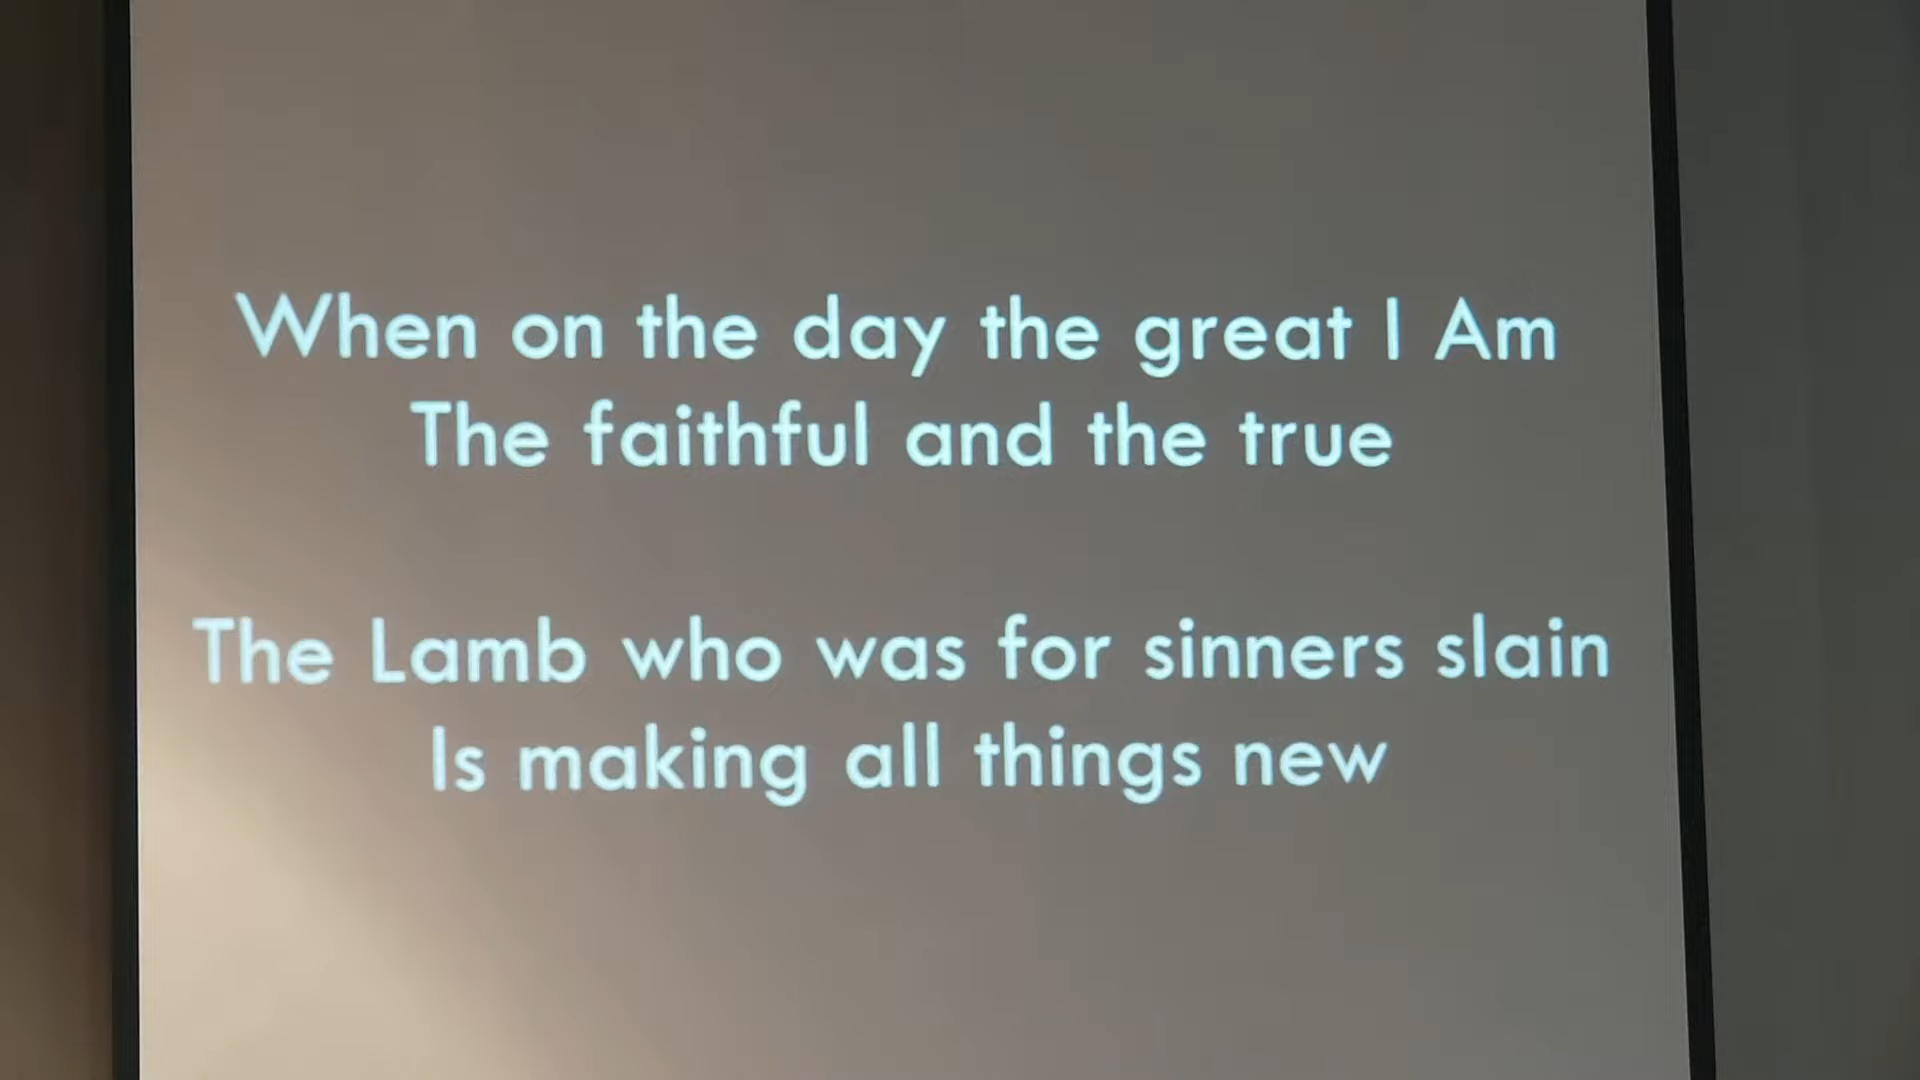 When on the day the great I Am
The faithful and the true
The Lamb who was for sinners slain
Is making all things new